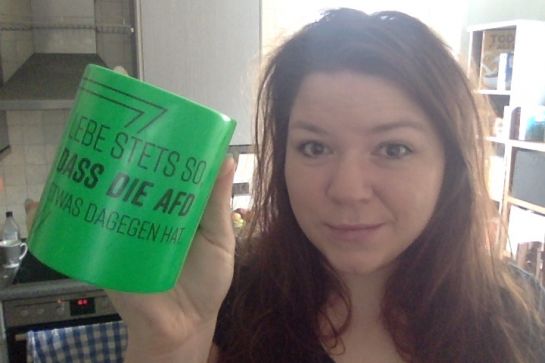 LEBE STETS SO
DASS DIE AFD
ETWAS DAGEGEN HAT